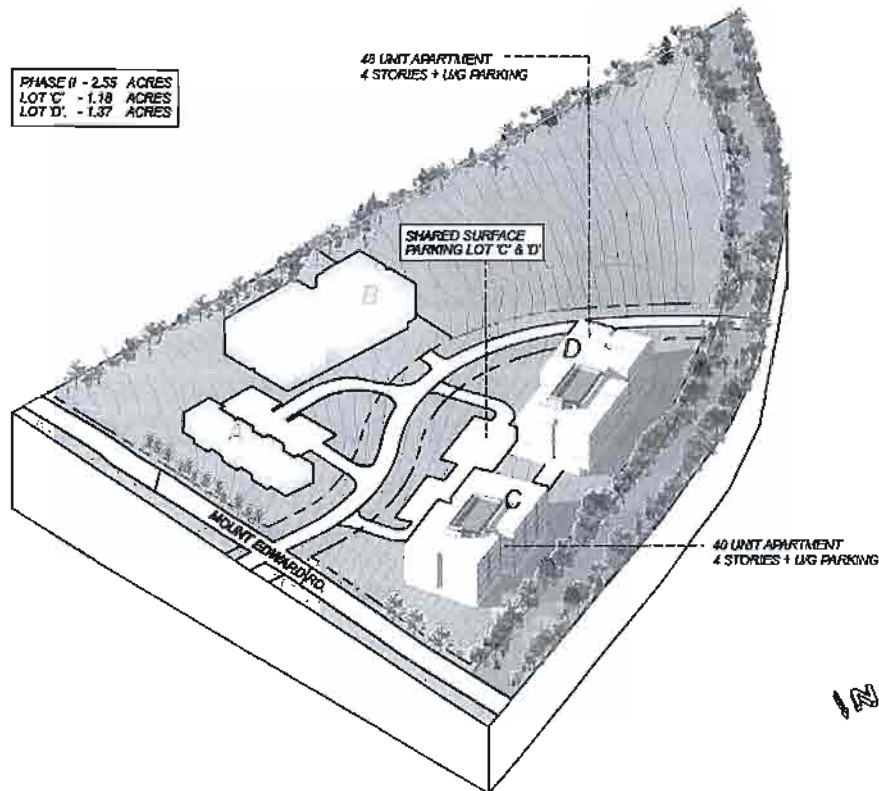 48 UNIT APARTMENT
4 STORIES + U/G PARKING
PHASE II - 2.55 ACRES
LOT 'C' - 1.18 ACRES
LOT 'D'. - 1.37 ACRES
SHARED SURFACE
PARKING LOT 'C' & 'D'
B
D
A
C
MOUNT EDWARD RD.
40 UNIT APARTMENT
4 STORIES + U/G PARKING
N